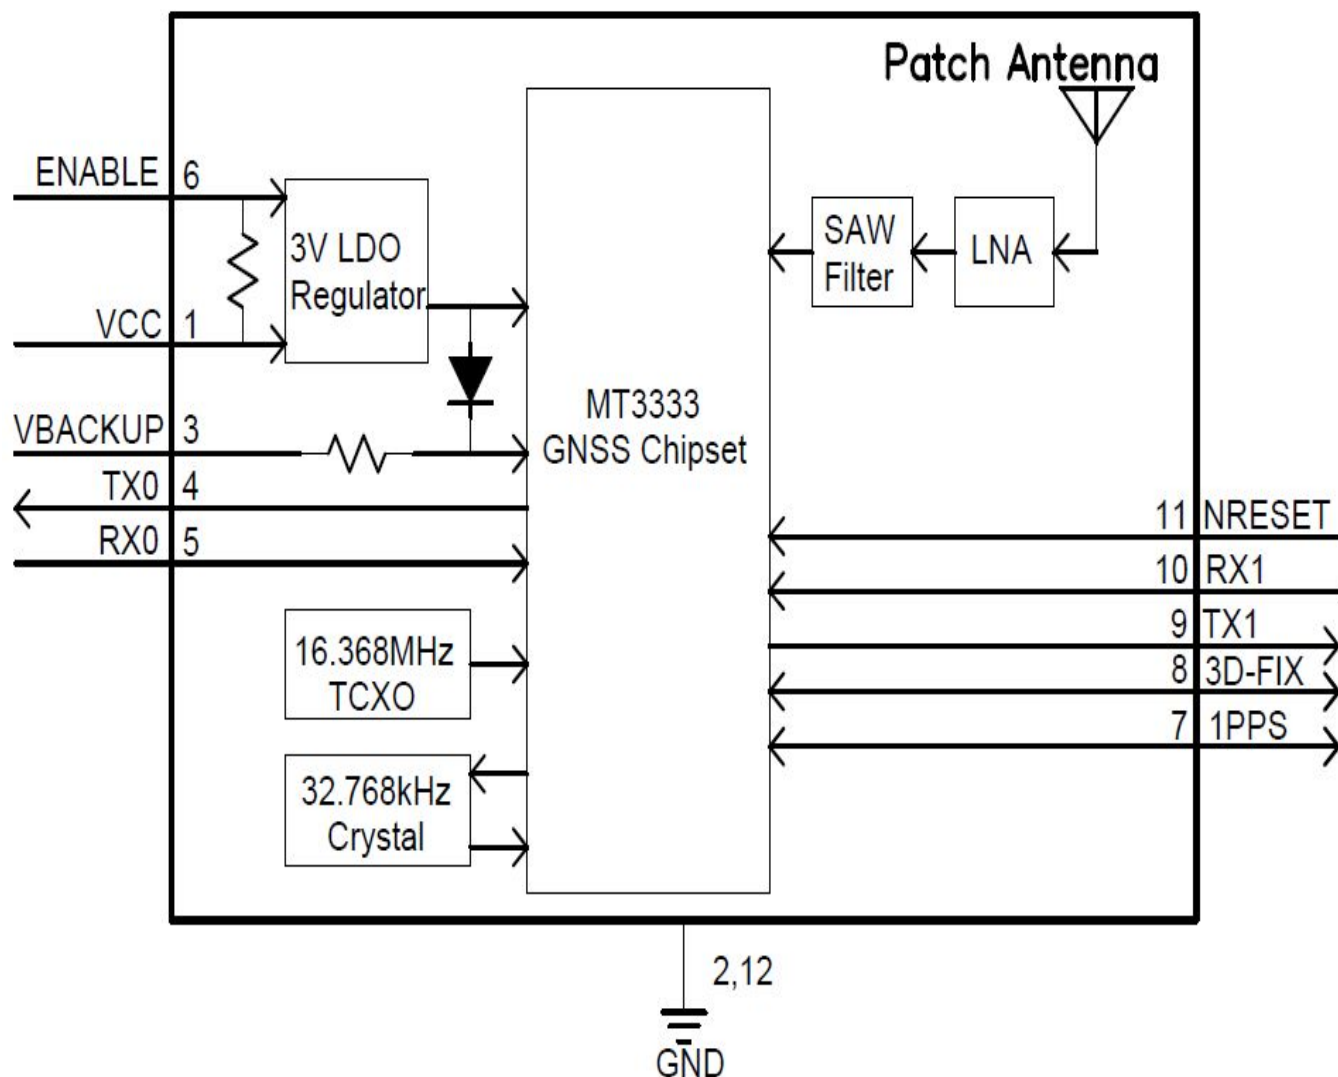 Patch Antenna
ENABLE 6
3V LDO
Regulator
SAW
Filter
LNA
VCC 1
MT3333
GNSS Chipset
VBACKUP 3
TX0 4
RX0 5
11 NRESET
10 RX1
9 TX1
8 3D-FIX
7 1PPS
16.368MHz
TCXO
32.768kHz
Crystal
2,12
GND